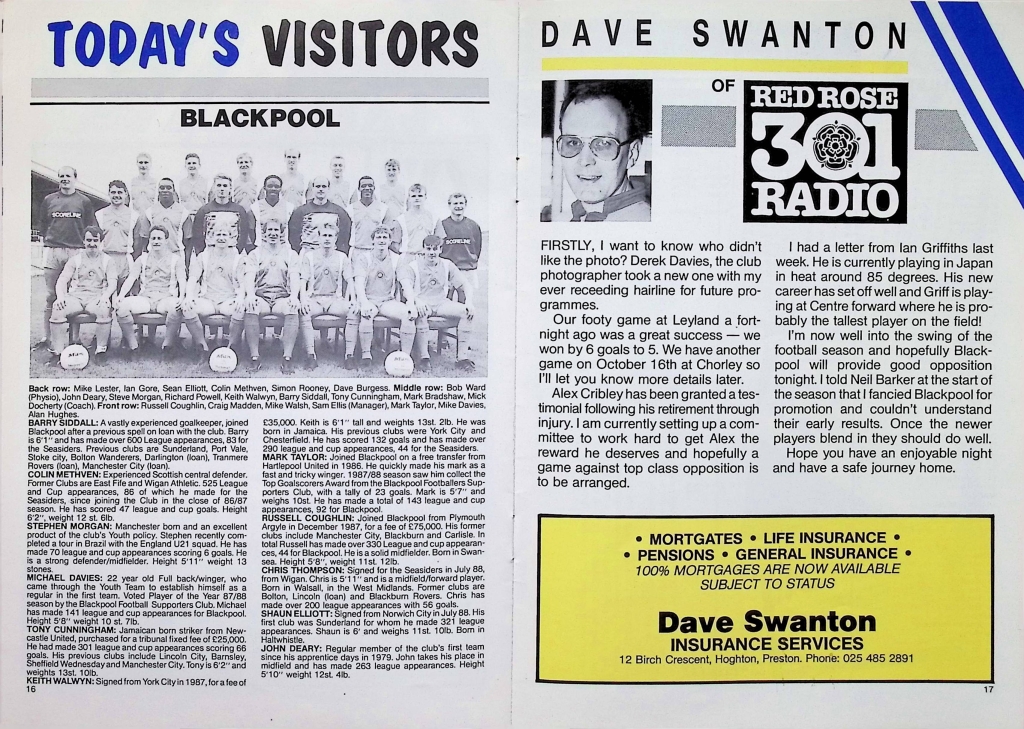 TODAY'S VISITORS
BLACKPOOL
SCORELINE
SCORELINE
Back row: Mike Lester, Ian Gore, Sean Elliott, Colin Methven, Simon Rooney, Dave Burgess. Middle row: Bob Ward
(Physio), John Deary, Steve Morgan, Richard Powell, Keith Walwyn, Barry Siddall, Tony Cunningham, Mark Bradshaw, Mick
Docherty (Coach). Front row: Russell Coughlin, Craig Madden, Mike Walsh, Sam Ellis (Manager), Mark Taylor, Mike Davies,
Alan Hughes.
BARRY SIDDALL: A vastly experienced goalkeeper, joined
Blackpool after a previous spell on loan with the club. Barry
is 6'1" and has made over 600 League appearances, 83 for
the Seasiders. Previous clubs are Sunderland, Port Vale,
Stoke city, Bolton Wanderers, Darlington (loan), Tranmere
Rovers (loan), Manchester City (loan).
COLIN METHVEN: Experienced Scottish central defender.
Former Clubs are East Fife and Wigan Athletic. 525 League
and Cup appearances, 86 of which he made for the
Seasiders, since joining the Club in the close of 86/87
season. He has scored 47 league and cup goals. Height
6'2", weight 12 st. 6lb.
STEPHEN MORGAN: Manchester born and an excellent
product of the club's Youth policy. Stephen recently com-
pleted a tour in Brazil with the England U21 squad. He has
made 70 league and cup appearances scoring 6 goals. He
is a strong defender/midfielder. Height 5'11" weight 13
stones.
MICHAEL DAVIES: 22 year old Full back/winger, who
came through the Youth Team to establish himself as a
regular in the first team. Voted Player of the Year 87/88
season by the Blackpool Football Supporters Club. Michael
has made 141 league and cup appearances for Blackpool.
Height 5'8" weight 10 st. 7lb.
TONY CUNNINGHAM: Jamaican born striker from New-
castle United, purchased for a tribunal fixed fee of £25,000.
He had made 301 league and cup appearances scoring 66
goals. His previous clubs include Lincoln City, Barnsley,
Sheffield Wednesday and Manchester City. Tony is 6'2" and
weights 13st. 10lb.
KEITH WALWYN: Signed from York City in 1987, for a fee of
16
£35,000. Keith is 6'1" tall and weights 13st. 2lb. He was
born in Jamaica. His previous clubs were York City and
Chesterfield. He has scored 132 goals and has made over
290 league and cup appearances, 44 for the Seasiders.
MARK TAYLOR: Joined Blackpool on a free transfer from
Hartlepool United in 1986. He quickly made his mark as a
fast and tricky winger. 1987/88 season saw him collect the
Top Goalscorers Award from the Blackpool Footballers Sup-
porters Club, with a tally of 23 goals. Mark is 5'7" and
weighs 10st. He has made a total of 143 league and cup
appearances, 92 for Blackpool.
RUSSELL COUGHLIN: Joined Blackpool from Plymouth
Argyle in December 1987, for a fee of £75,000. His former
clubs include Manchester City, Blackburn and Carlisle. In
total Russell has made over 330 League and cup appearan-
ces, 44 for Blackpool. He is a solid midfielder. Born in Swan-
sea. Height 5'8", weight 11st. 12lb.
CHRIS THOMPSON: Signed for the Seasiders in July 88,
from Wigan. Chris is 5'11" and is a midfield/forward player.
Born in Walsall, in the West Midlands. Former clubs are
Bolton, Lincoln (loan) and Blackburn Rovers. Chris has
made over 200 league appearances with 56 goals.
SHAUN ELLIOTT: Signed from Norwich City in July 88. His
first club was Sunderland for whom he made 321 league
appearances. Shaun is 6' and weighs 11st. 10lb. Born in
Haltwhistle.
JOHN DEARY: Regular member of the club's first team
since his apprentice days in 1979. John takes his place in
midfield and has made 263 league appearances. Height
5'10" weight 12st. 4lb.
DAVE SWANTON
OF
RED ROSE
301
RADIO
FIRSTLY, I want to know who didn't
like the photo? Derek Davies, the club
photographer took a new one with my
ever receeding hairline for future pro-
grammes.
Our footy game at Leyland a fort-
night ago was a great success — we
won by 6 goals to 5. We have another
game on October 16th at Chorley so
I'll let you know more details later.
Alex Cribley has been granted a tes-
timonial following his retirement through
injury. I am currently setting up a com-
mittee to work hard to get Alex the
reward he deserves and hopefully a
game against top class opposition is
to be arranged.
I had a letter from Ian Griffiths last
week. He is currently playing in Japan
in heat around 85 degrees. His new
career has set off well and Griff is play-
ing at Centre forward where he is pro-
bably the tallest player on the field!
I'm now well into the swing of the
football season and hopefully Black-
pool will provide good opposition
tonight. I told Neil Barker at the start of
the season that I fancied Blackpool for
promotion and couldn't understand
their early results. Once the newer
players blend in they should do well.
Hope you have an enjoyable night
and have a safe journey home.
• MORTGATES • LIFE INSURANCE •
• PENSIONS • GENERAL INSURANCE •
100% MORTGAGES ARE NOW AVAILABLE
SUBJECT TO STATUS
Dave Swanton
INSURANCE SERVICES
12 Birch Crescent, Hoghton, Preston. Phone: 025 485 2891
17